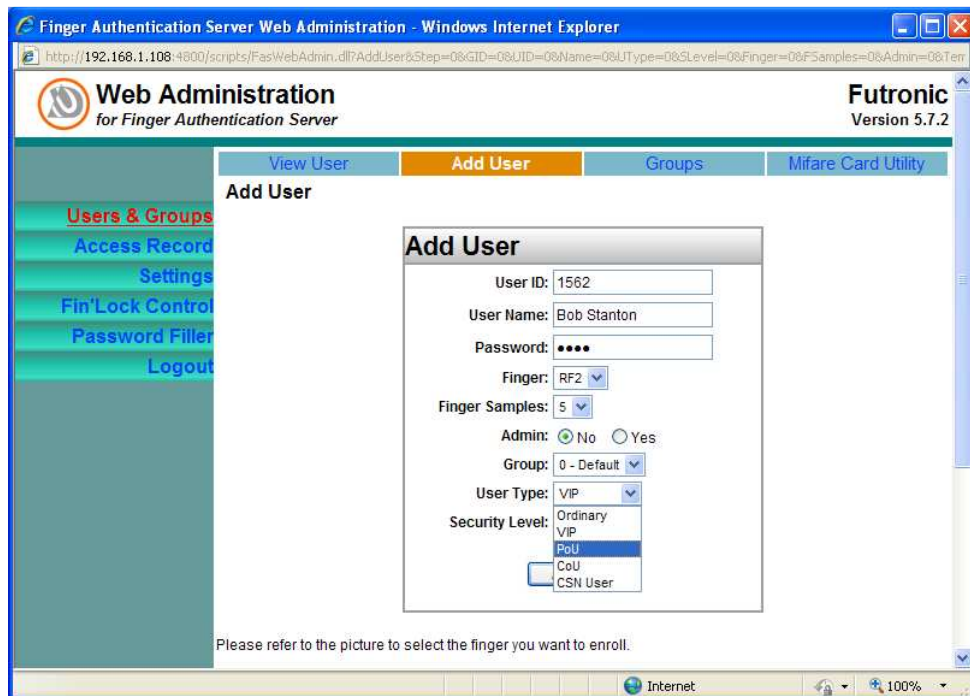 Finger Authentication Server Web Administration - Windows Internet Explorer
http://192.168.1.108:4800/scripts/FasWebAdmin.dll?AddUser&Step=0&GID=0&UID=0&Name=0&UType=0&SLevel=0&Finger=0&FSamples=0&Admin=0&Tem
Web Administration
for Finger Authentication Server
Futronic
Version 5.7.2
View User Add User Groups Mifare Card Utility
Add User
Users & Groups
Access Record
Settings
Fin'Lock Control
Password Filler
Logout
Add User
User ID: 1562
User Name: Bob Stanton
Password: ••••
Finger: RF2
Finger Samples: 5
Admin: No Yes
Group: 0 - Default
User Type: VIP
Security Level:
Ordinary
VIP
PoU
CoU
CSN User
Please refer to the picture to select the finger you want to enroll.
Internet 100%